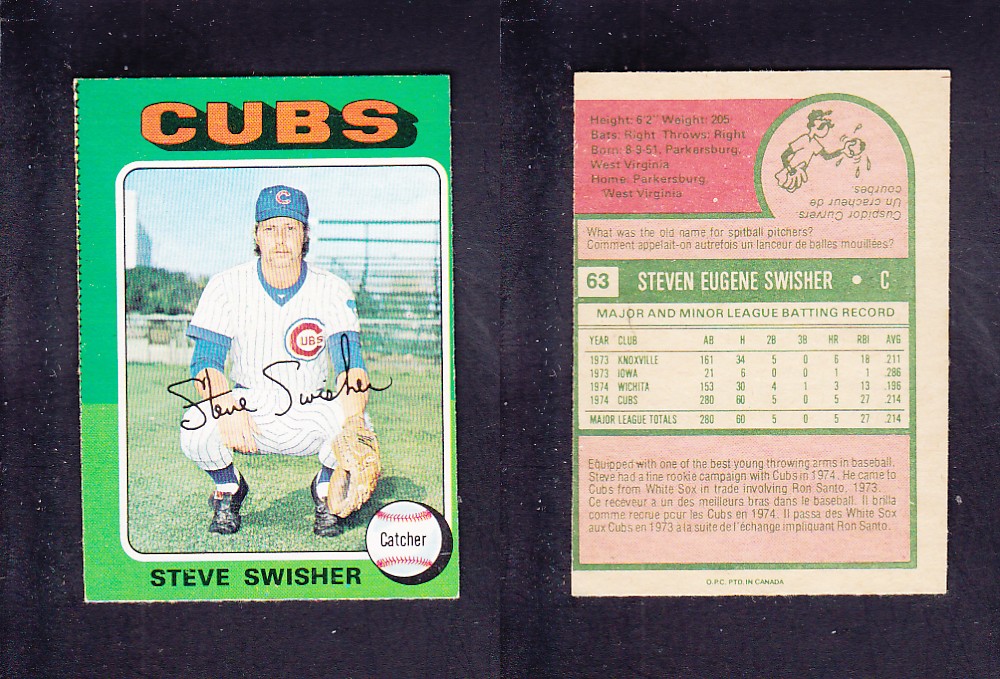 CUBS
C
CUBS
Steve Swisher
Catcher
STEVE SWISHER
Height: 6'2" Weight: 205
Bats: Right Throws: Right
Born: 8-9-51, Parkersburg,
West Virginia
Home: Parkersburg,
West Virginia
Cuspidor Curvers
Un cracheur de
courbes.
What was the old name for spitball pitchers?
Comment appelait-on autrefois un lanceur de balles mouillées?
63 STEVEN EUGENE SWISHER • C
MAJOR AND MINOR LEAGUE BATTING RECORD
YEAR CLUB AB H 2B 3B HR RBI AVG
1973 KNOXVILLE 161 34 5 0 6 18 .211
1973 IOWA 21 6 0 0 1 1 .286
1974 WICHITA 153 30 4 1 3 13 .196
1974 CUBS 280 60 5 0 5 27 .214
MAJOR LEAGUE TOTALS 280 60 5 0 5 27 .214
Equipped with one of the best young throwing arms in baseball.
Steve had a fine rookie campaign with Cubs in 1974. He came to
Cubs from White Sox in trade involving Ron Santo, 1973.
Ce receveur a un des meilleurs bras dans le baseball. Il brilla
comme recrue pour les Cubs en 1974. Il passa des White Sox
aux Cubs en 1973 a la suite de l'échange impliquant Ron Santo.
O.P.C. PTD. IN CANADA